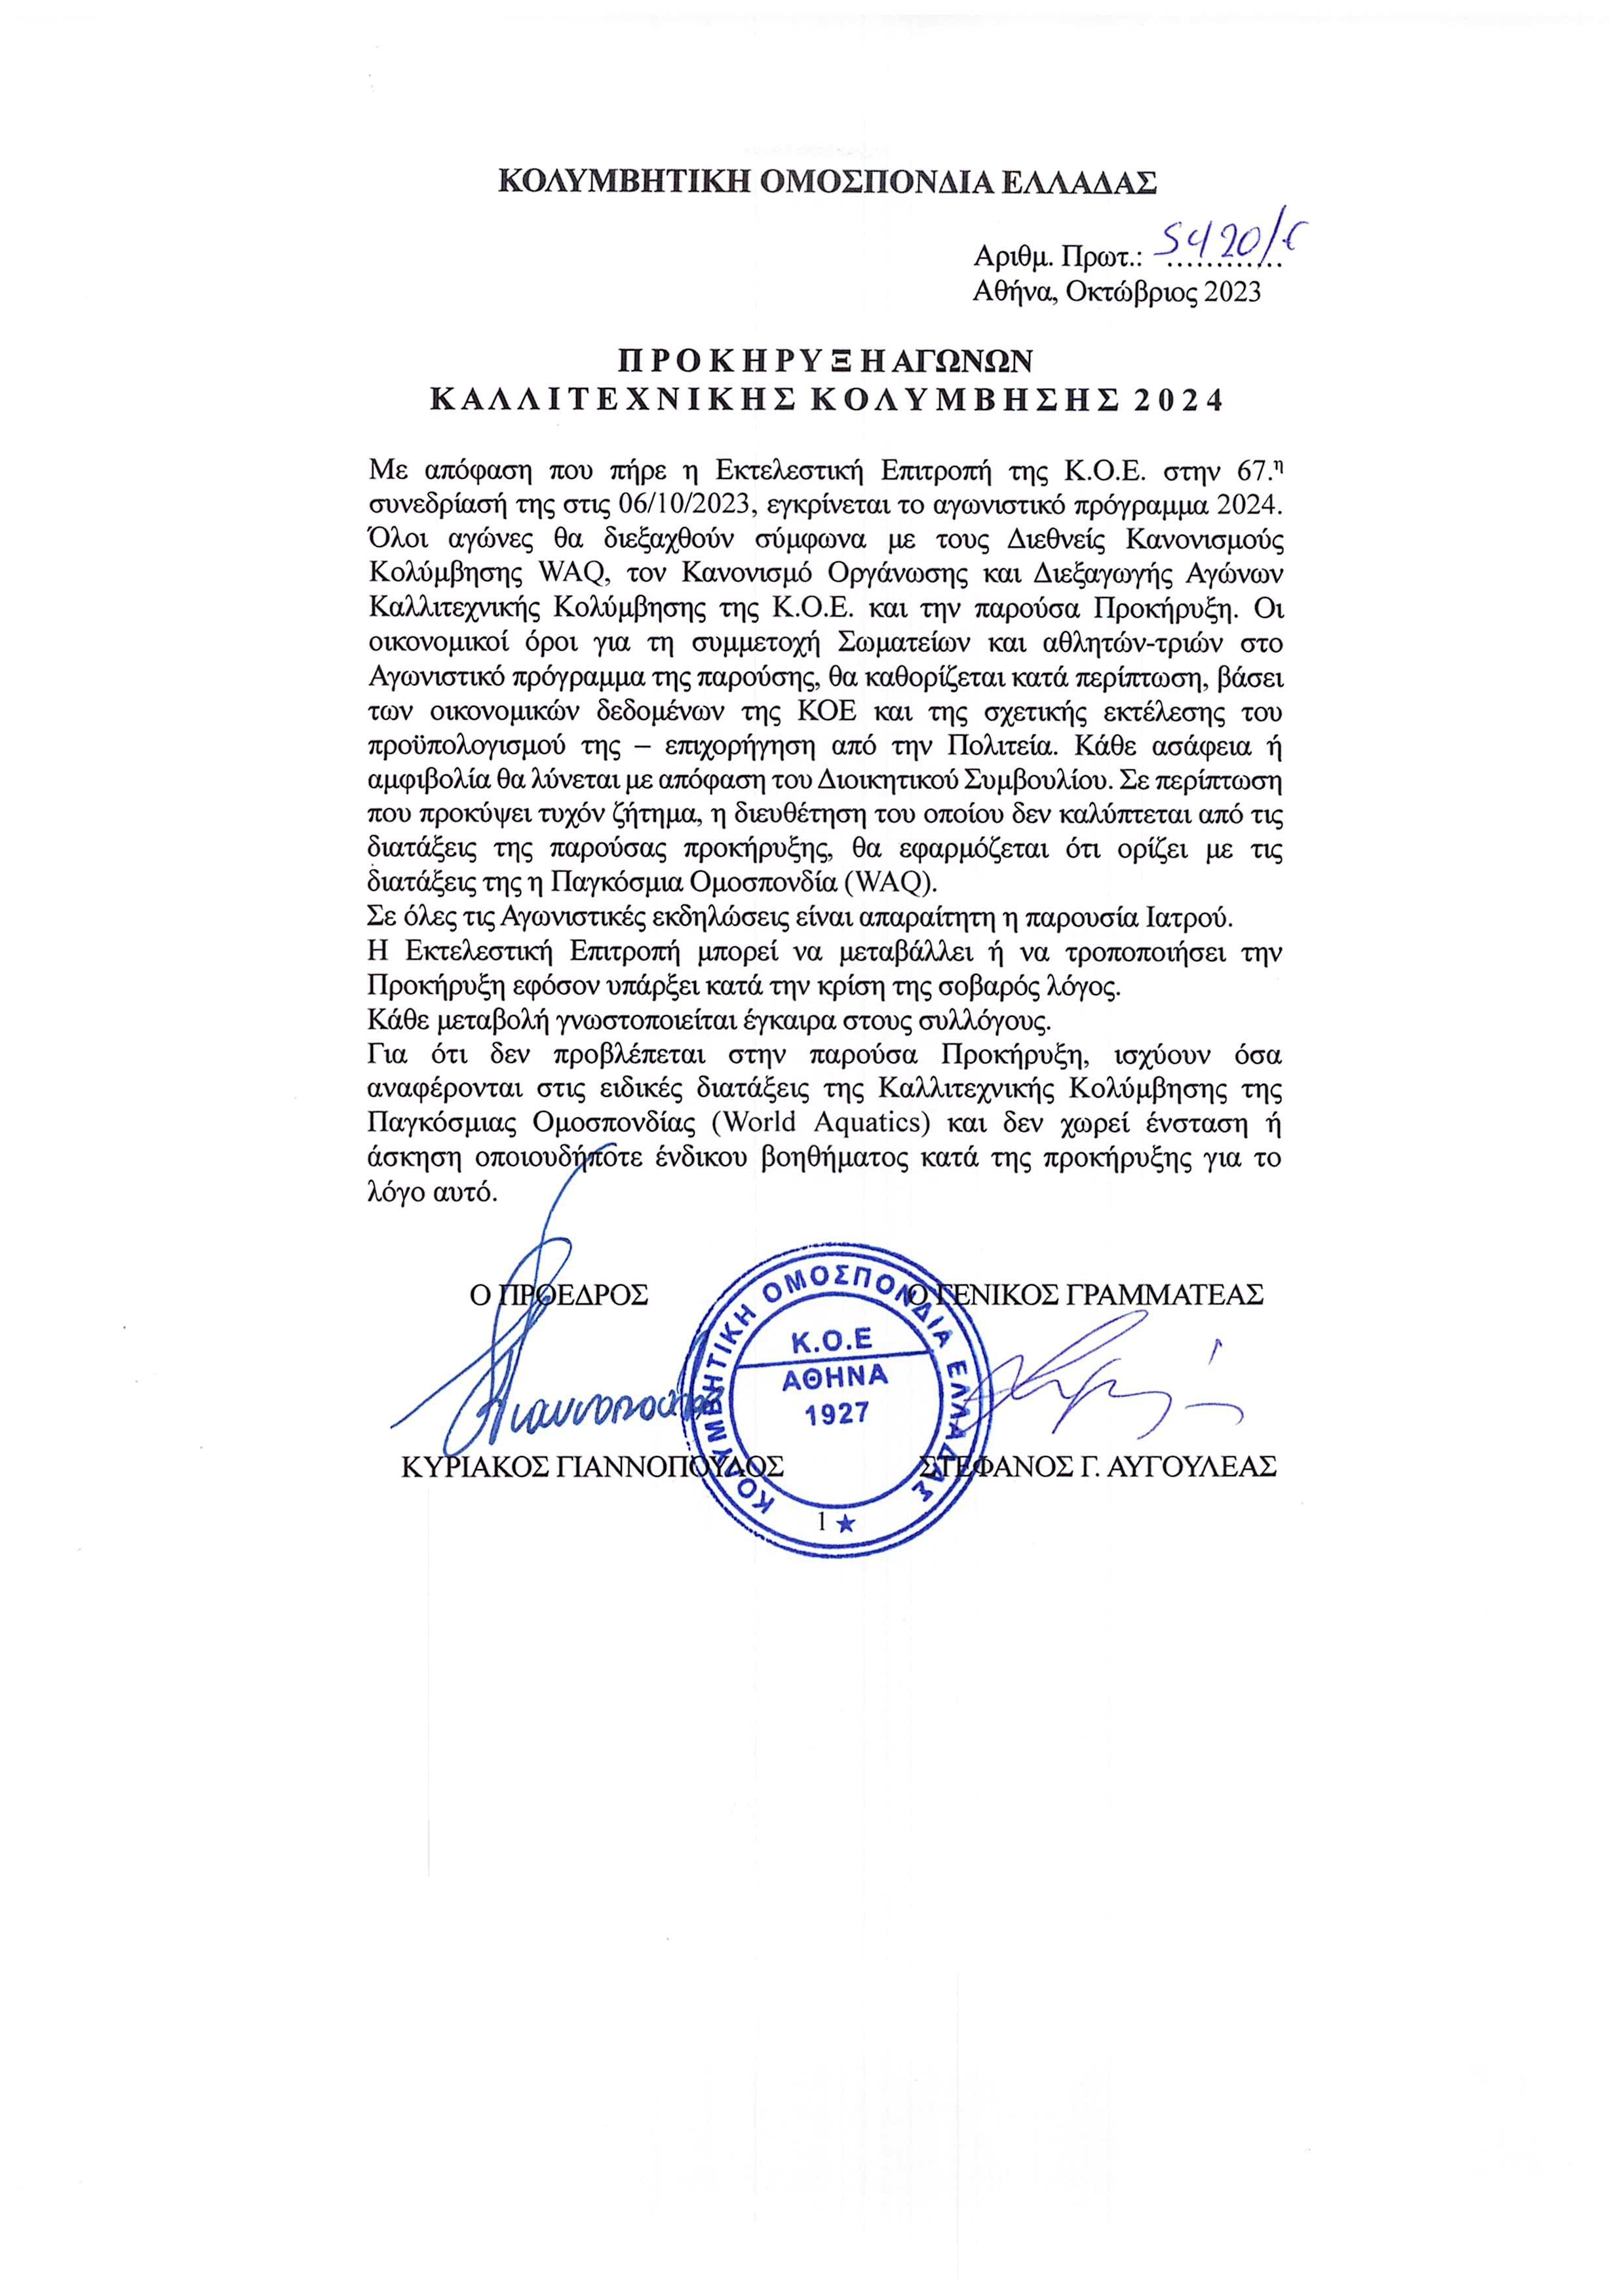 ΚΟΛΥΜΒΗΤΙΚΗ ΟΜΟΣΠΟΝΔΙΑ ΕΛΛΑΔΑΣ
Αριθμ. Πρωτ.: ............
Αθήνα, Οκτώβριος 2023
Π Ρ Ο Κ Η Ρ Υ Ξ Η ΑΓΩΝΩΝ
Κ Α Λ Λ Ι Τ Ε Χ Ν Ι Κ Η Σ Κ Ο Λ Υ Μ Β Η Σ Η Σ 2 0 2 4
Με απόφαση που πήρε η Εκτελεστική Επιτροπή της Κ.Ο.Ε. στην 67.η
συνεδρίασή της στις 06/10/2023, εγκρίνεται το αγωνιστικό πρόγραμμα 2024.
Όλοι αγώνες θα διεξαχθούν σύμφωνα με τους Διεθνείς Κανονισμούς
Κολύμβησης WAQ, τον Κανονισμό Οργάνωσης και Διεξαγωγής Αγώνων
Καλλιτεχνικής Κολύμβησης της Κ.Ο.Ε. και την παρούσα Προκήρυξη. Οι
οικονομικοί όροι για τη συμμετοχή Σωματείων και αθλητών-τριών στο
Αγωνιστικό πρόγραμμα της παρούσης, θα καθορίζεται κατά περίπτωση, βάσει
των οικονομικών δεδομένων της ΚΟΕ και της σχετικής εκτέλεσης του
προϋπολογισμού της – επιχορήγηση από την Πολιτεία. Κάθε ασάφεια ή
αμφιβολία θα λύνεται με απόφαση του Διοικητικού Συμβουλίου. Σε περίπτωση
που προκύψει τυχόν ζήτημα, η διευθέτηση του οποίου δεν καλύπτεται από τις
διατάξεις της παρούσας προκήρυξης, θα εφαρμόζεται ότι ορίζει με τις
διατάξεις της η Παγκόσμια Ομοσπονδία (WAQ).
Σε όλες τις Αγωνιστικές εκδηλώσεις είναι απαραίτητη η παρουσία Ιατρού.
Η Εκτελεστική Επιτροπή μπορεί να μεταβάλλει ή να τροποποιήσει την
Προκήρυξη εφόσον υπάρξει κατά την κρίση της σοβαρός λόγος.
Κάθε μεταβολή γνωστοποιείται έγκαιρα στους συλλόγους.
Για ότι δεν προβλέπεται στην παρούσα Προκήρυξη, ισχύουν όσα
αναφέρονται στις ειδικές διατάξεις της Καλλιτεχνικής Κολύμβησης της
Παγκόσμιας Ομοσπονδίας (World Aquatics) και δεν χωρεί ένσταση ή
άσκηση οποιουδήποτε ένδικου βοηθήματος κατά της προκήρυξης για το
λόγο αυτό.
Ο ΠΡΟΕΔΡΟΣ Ο ΓΕΝΙΚΟΣ ΓΡΑΜΜΑΤΕΑΣ
ΚΟΛΥΜΒΗΤΙΚΗ ΟΜΟΣΠΟΝΔΙΑ ΕΛΛΑΔΑΣ
Κ.Ο.Ε
ΑΘΗΝΑ
1927
ΚΥΡΙΑΚΟΣ ΓΙΑΝΝΟΠΟΥΛΟΣ ΣΤΕΦΑΝΟΣ Γ. ΑΥΓΟΥΛΕΑΣ
1